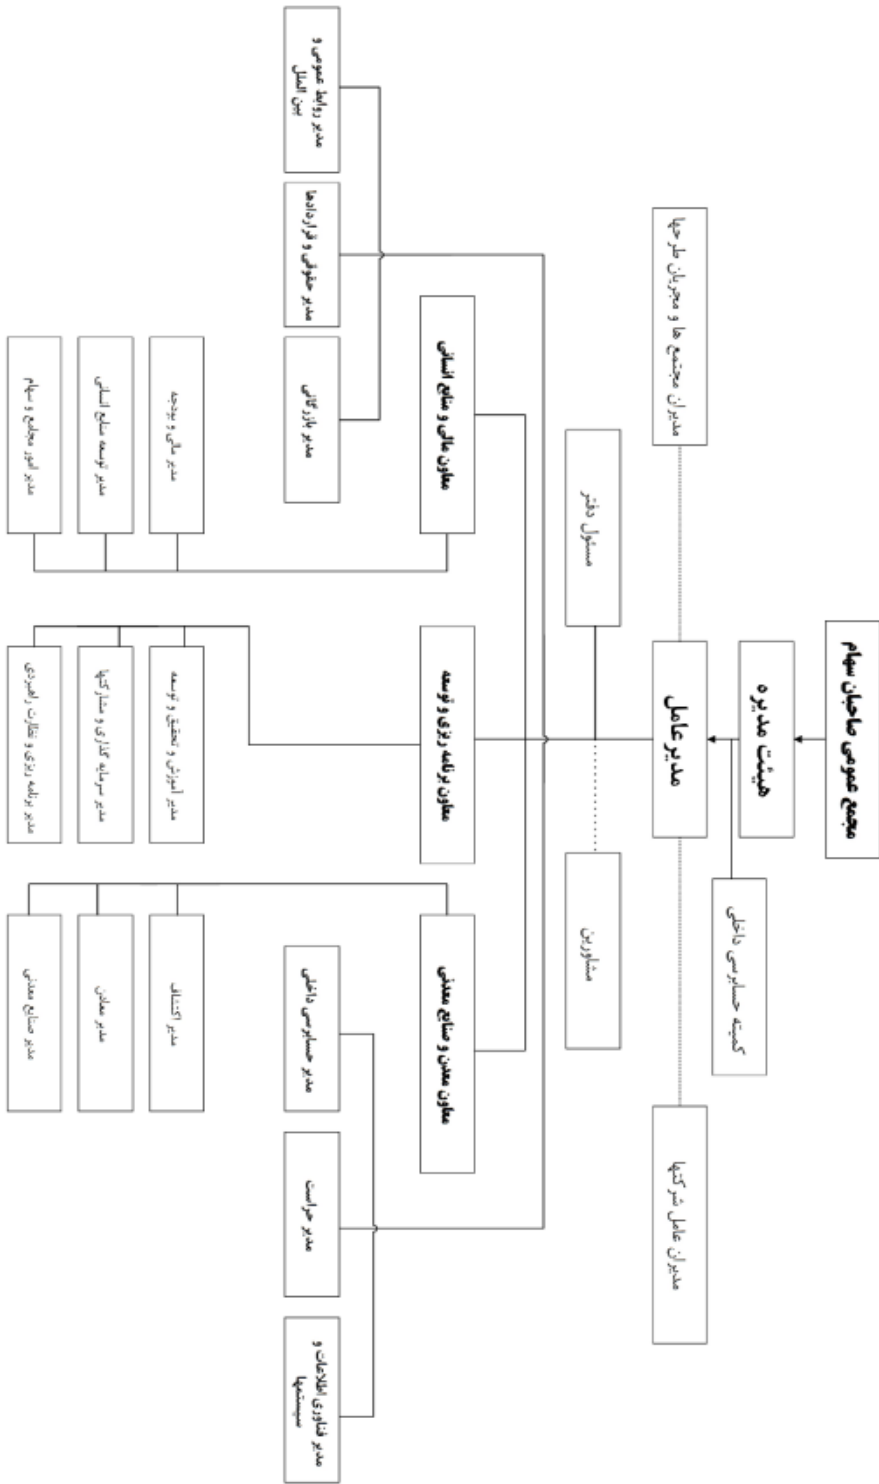 مجمع عمومی صاحبان سهام
هیئت مدیره
کمیته حسابرسی داخلی
مدیران عامل شرکتها
مدیرعامل
مدیران مجتمع ها و مجریان طرحها
مشاورین
مسئول دفتر
معاون معدن و صنایع معدنی
معاون برنامه ریزی و توسعه
معاون مالی و منابع انسانی
مدیر فناوری اطلاعات و
سیستمها
مدیر حراست
مدیر حسابرسی داخلی
مدیر بازرگانی
مدیر حقوقی و قراردادها
مدیر روابط عمومی و
بین الملل
مدیر اکتشاف
مدیر آموزش و تحقیق و توسعه
مدیر مالی و بودجه
مدیر معادن
مدیر سرمایه گذاری و مشارکتها
مدیر توسعه منابع انسانی
مدیر صنایع معدنی
مدیر برنامه ریزی و نظارت راهبردی
مدیر امور مجامع و سهام